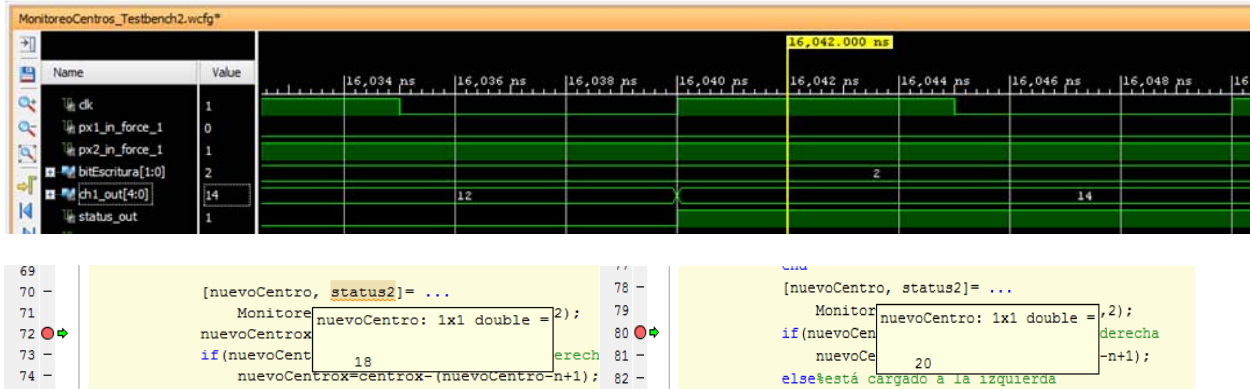 MonitoreoCentros_Testbench2.wcfg*
16,042.000 ns
Name Value
16,034 ns 16,036 ns 16,038 ns 16,040 ns 16,042 ns 16,044 ns 16,046 ns 16,048 ns 16
clk 1
px1_in_force_1 0
px2_in_force_1 1
bitEscritura[1:0] 2 2
ch1_out[4:0] 14 12 14
status_out 1
69
70 [nuevoCentro, status2]= ...
71 Monitore 2);
72 nuevoCentrox
73 if(nuevoCent erech
74 nuevoCentrox=centrox-(nuevoCentro-n+1);
nuevoCentro: 1x1 double =
18
77 end
78 [nuevoCentro, status2]= ...
79 Monitor ,2);
80 if(nuevoCen derecha
81 nuevoCe -n+1);
82 else%está cargado a la izquierda
nuevoCentro: 1x1 double =
20